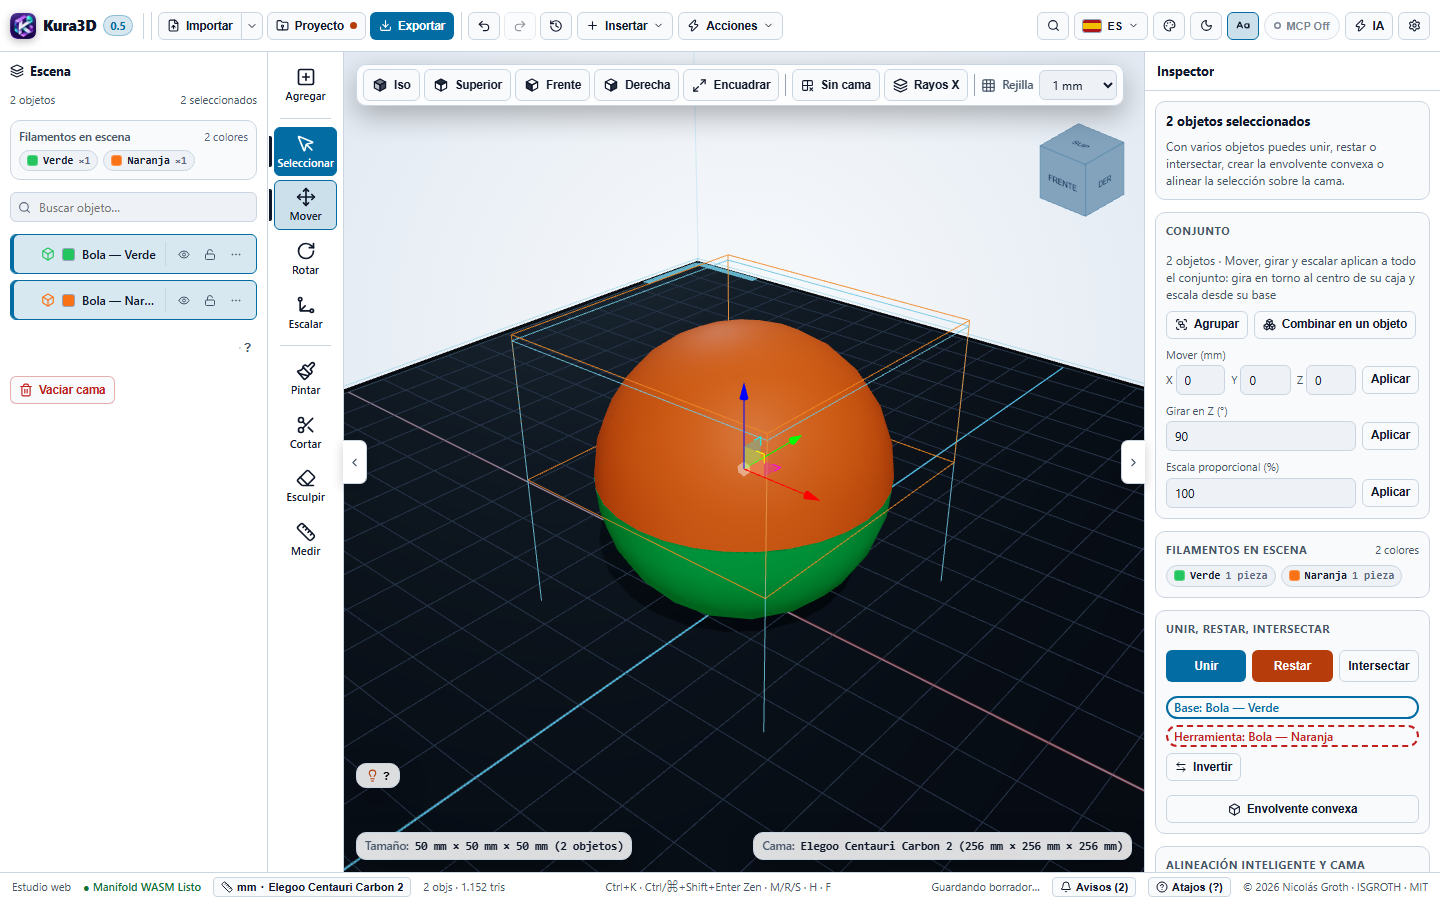 Kura3D 0.5 Importar Proyecto Exportar Insertar Acciones ES Aa MCP Off IA
Escena
2 objetos 2 seleccionados
Filamentos en escena 2 colores
Verde ×1 Naranja ×1
Buscar objeto...
Bola — Verde
Bola — Nar...
· ?
Vaciar cama
Agregar
Seleccionar
Mover
Rotar
Escalar
Pintar
Cortar
Esculpir
Medir
Iso Superior Frente Derecha Encuadrar Sin cama Rayos X Rejilla 1 mm
SUP
FRENTE DER
?
Tamaño: 50 mm × 50 mm × 50 mm (2 objetos)
Cama: Elegoo Centauri Carbon 2 (256 mm × 256 mm × 256 mm)
Inspector
2 objetos seleccionados
Con varios objetos puedes unir, restar o
intersectar, crear la envolvente convexa o
alinear la selección sobre la cama.
CONJUNTO
2 objetos · Mover, girar y escalar aplican a todo
el conjunto: gira en torno al centro de su caja y
escala desde su base
Agrupar Combinar en un objeto
Mover (mm)
X 0 Y 0 Z 0 Aplicar
Girar en Z (°)
90 Aplicar
Escala proporcional (%)
100 Aplicar
FILAMENTOS EN ESCENA 2 colores
Verde 1 pieza Naranja 1 pieza
UNIR, RESTAR, INTERSECTAR
Unir Restar Intersectar
Base: Bola — Verde
Herramienta: Bola — Naranja
Invertir
Envolvente convexa
ALINEACIÓN INTELIGENTE Y CAMA
Estudio web Manifold WASM Listo mm · Elegoo Centauri Carbon 2 2 objs · 1.152 tris Ctrl+K · Ctrl/⌘+Shift+Enter Zen · M/R/S · H · F Guardando borrador... Avisos (2) Atajos (?) © 2026 Nicolás Groth · ISGROTH · MIT